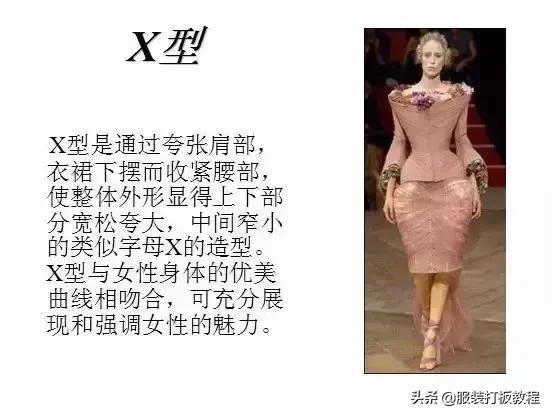 X型
X型是通过夸张肩部，
衣裙下摆而收紧腰部，
使整体外形显得上下部
分宽松夸大，中间窄小
的类似字母X的造型。
X型与女性身体的优美
曲线相吻合，可充分展
现和强调女性的魅力。
头条 @服装打板教程